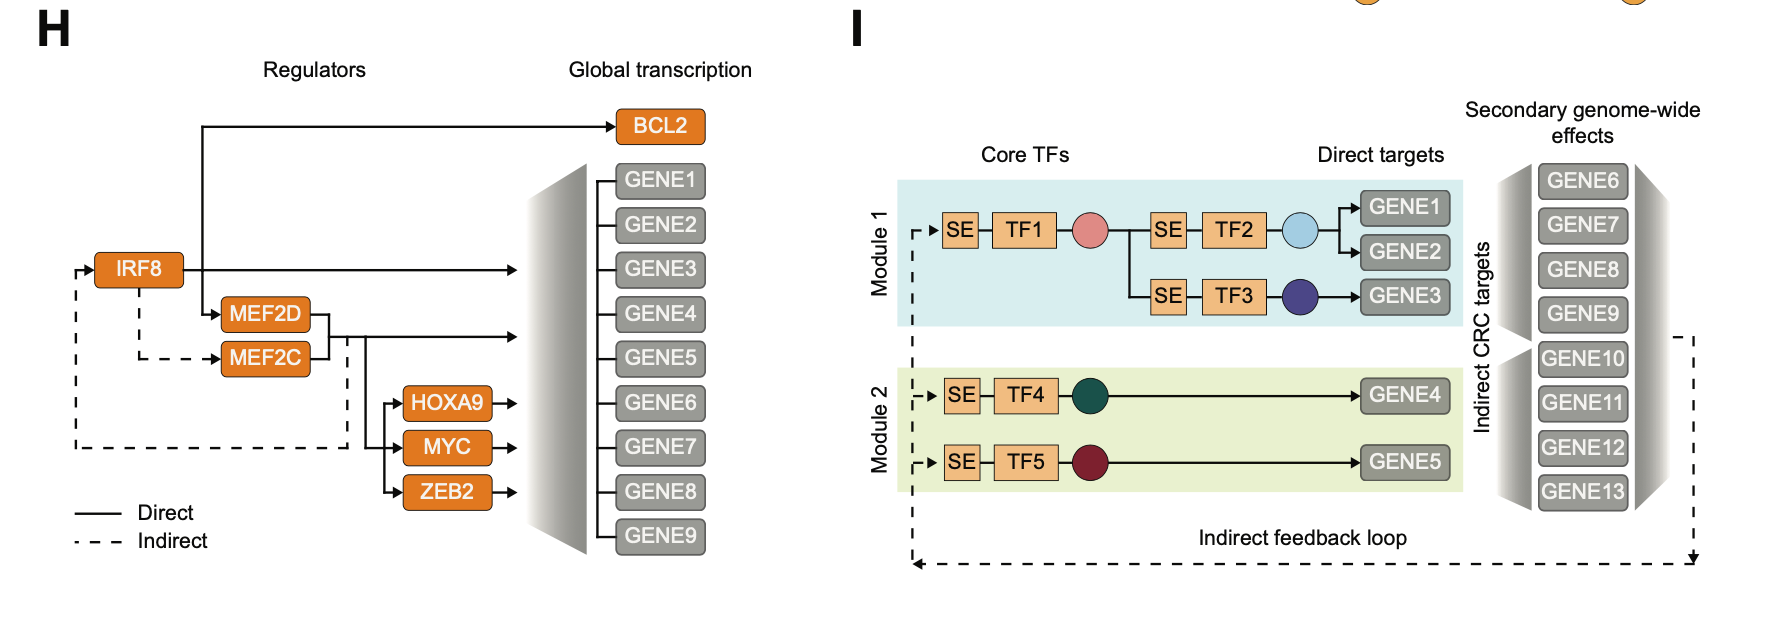 H
Regulators
Global transcription
BCL2
GENE1
GENE2
IRF8
GENE3
MEF2D
GENE4
MEF2C
GENE5
HOXA9
GENE6
MYC
GENE7
ZEB2
GENE8
Direct
GENE9
Indirect
I
Secondary genome-wide
effects
Core TFs
Direct targets
Module 1
SE
TF1
SE
TF2
GENE1
GENE2
SE
TF3
GENE3
Module 2
SE
TF4
GENE4
SE
TF5
GENE5
Indirect CRC targets
GENE6
GENE7
GENE8
GENE9
GENE10
GENE11
GENE12
GENE13
Indirect feedback loop